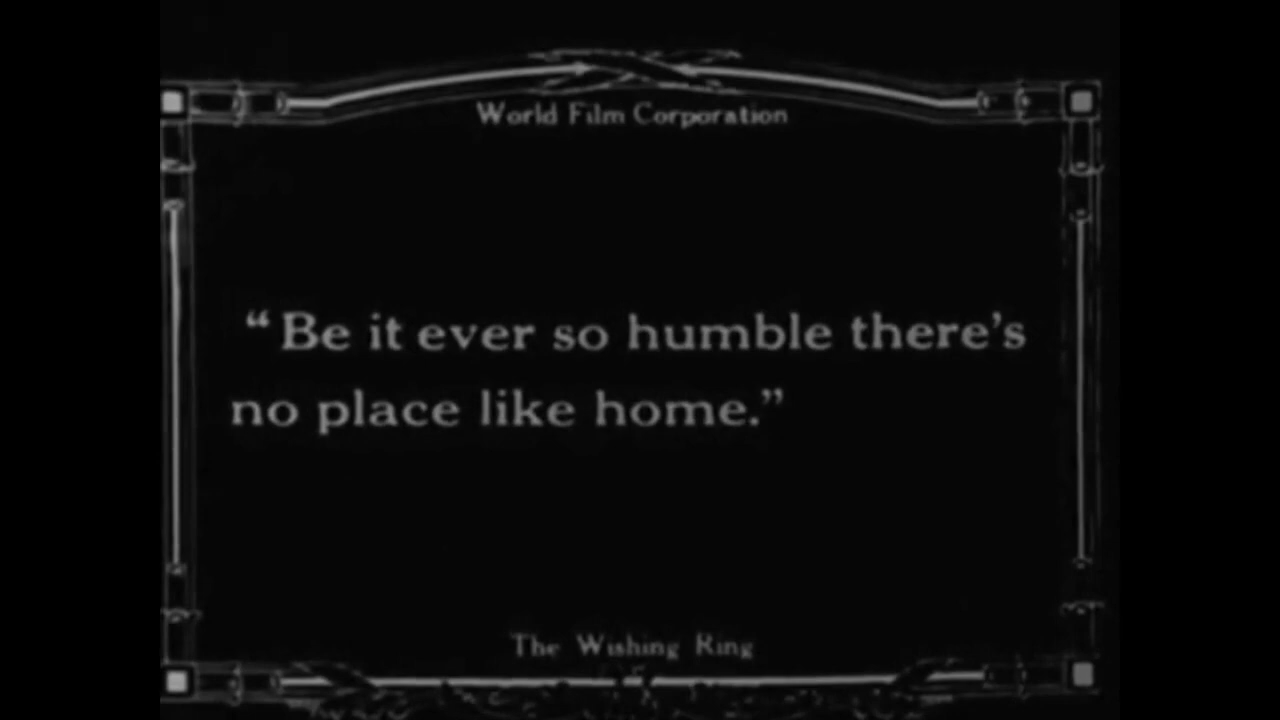 World Film Corporation
“Be it ever so humble there’s
no place like home.”
The Wishing Ring